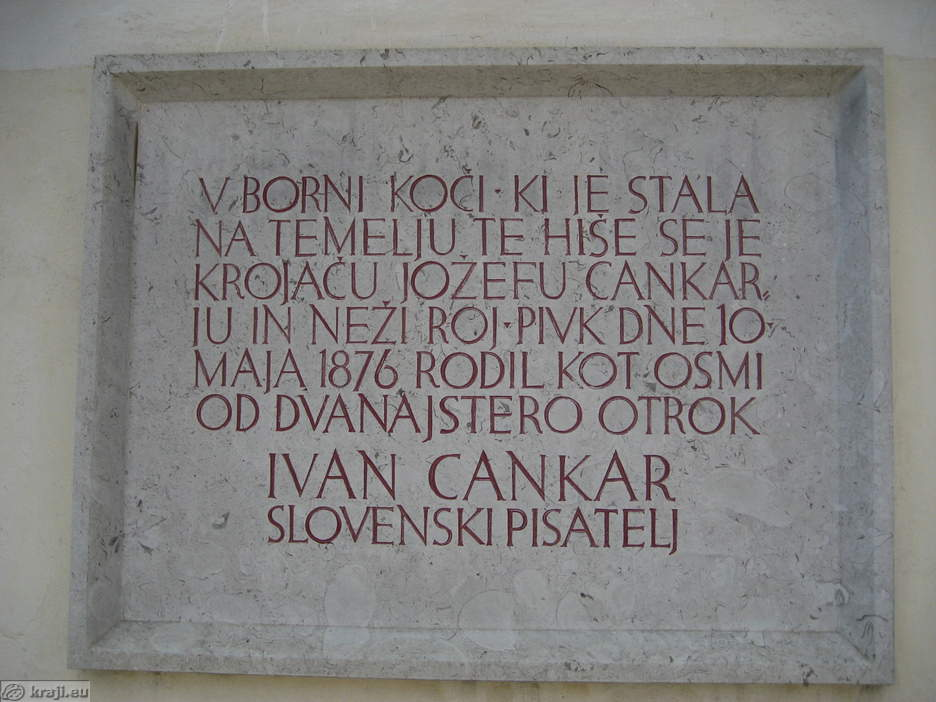 V BORNI KOČI · KI JE STALA
NA TEMELJU TE HIŠE SE JE
KROJAČU JOŽEFU CANKAR⹀
JU IN NEŽI ROJ · PIVK DNE 10 ·
MAJA 1876 RODIL KOT OSMI
OD DVANAJSTERO OTROK
IVAN CANKAR
SLOVENSKI PISATELJ
kraji.eu